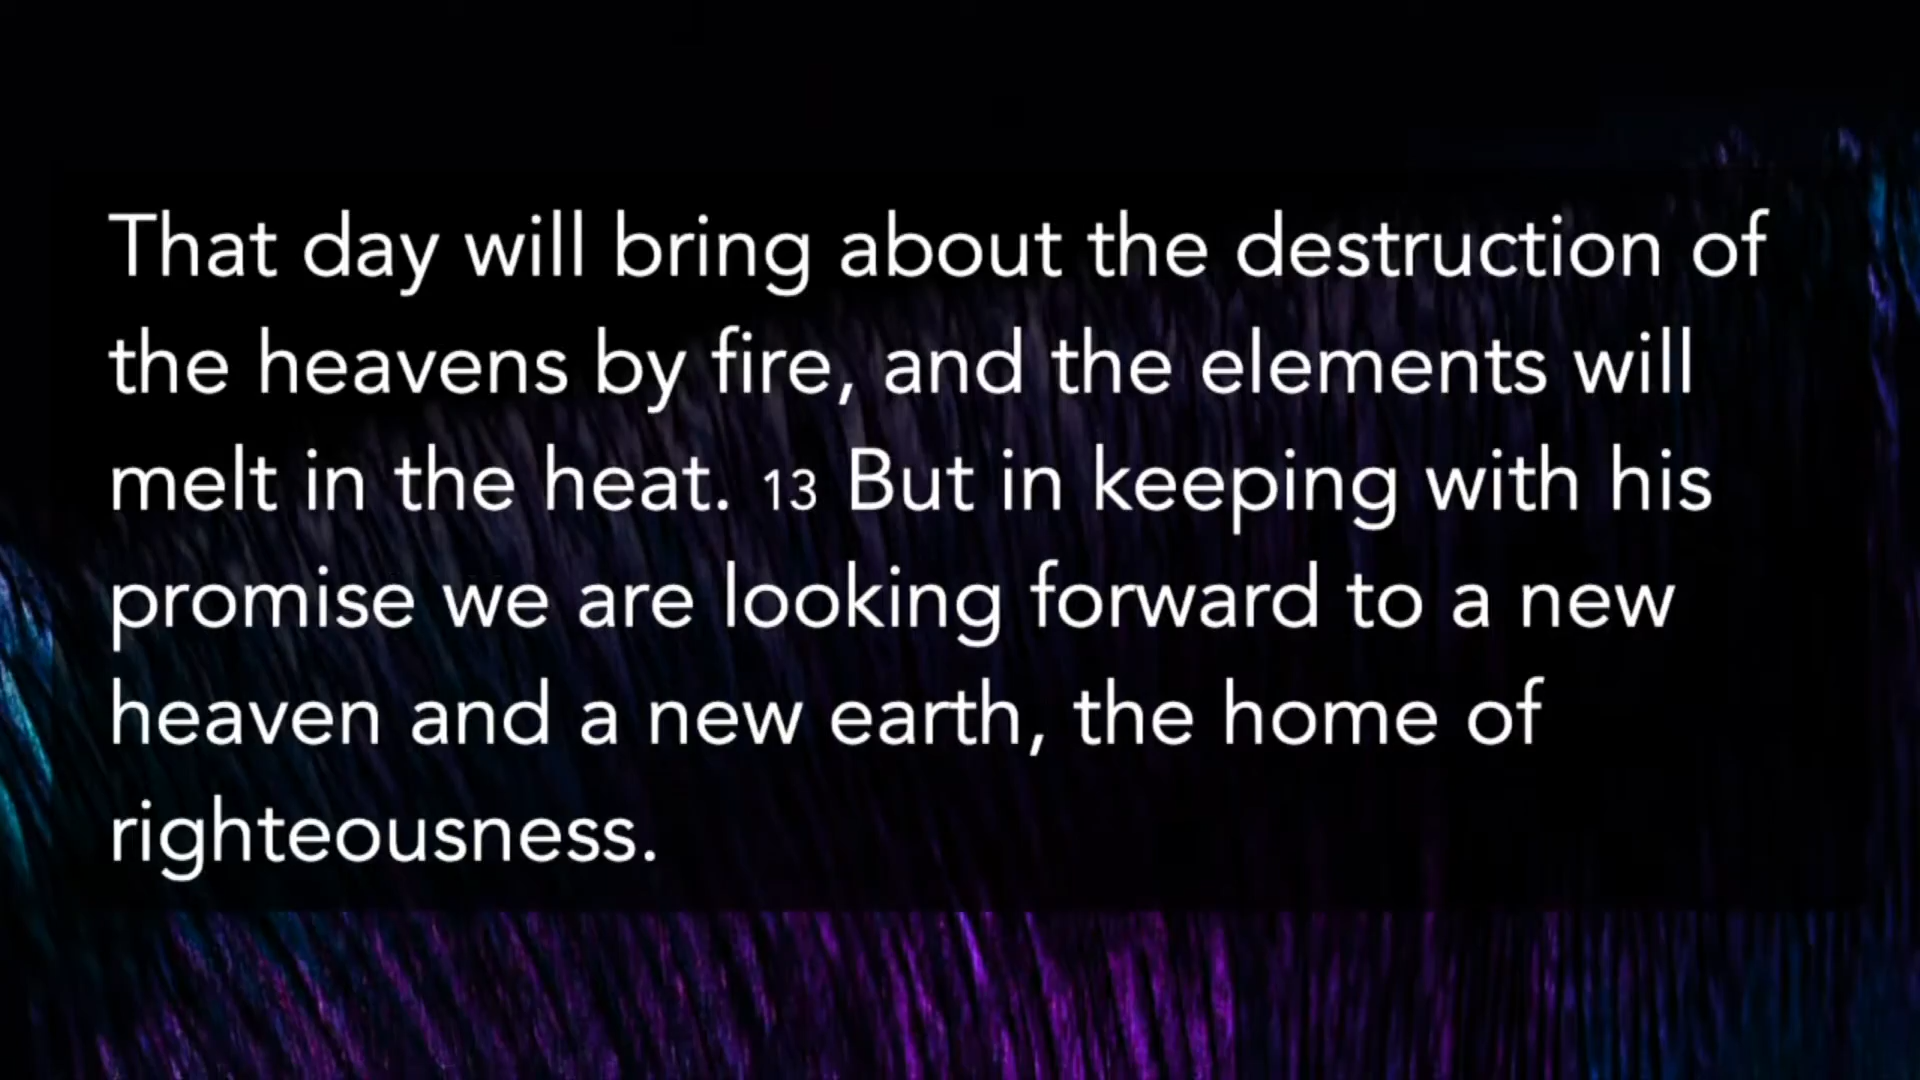 That day will bring about the destruction of
the heavens by fire, and the elements will
melt in the heat. 13 But in keeping with his
promise we are looking forward to a new
heaven and a new earth, the home of
righteousness.